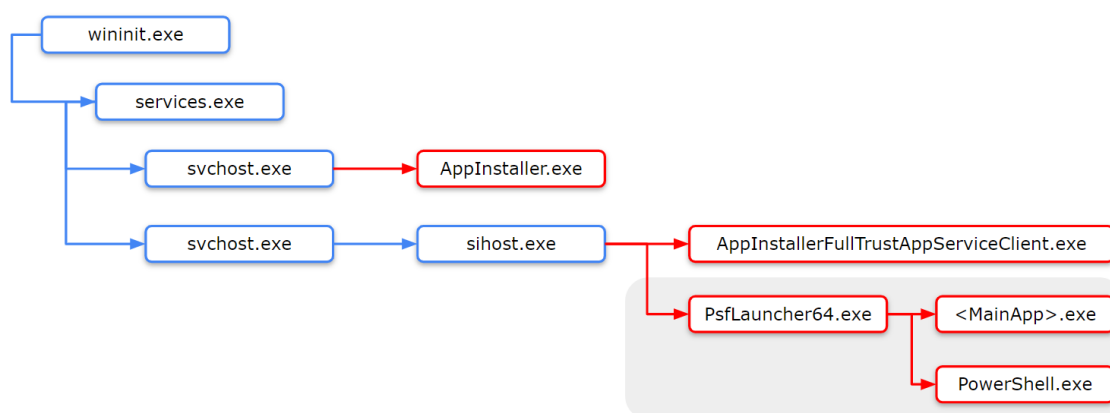 wininit.exe
services.exe
svchost.exe
AppInstaller.exe
svchost.exe
sihost.exe
AppInstallerFullTrustAppServiceClient.exe
PsfLauncher64.exe
<MainApp>.exe
PowerShell.exe